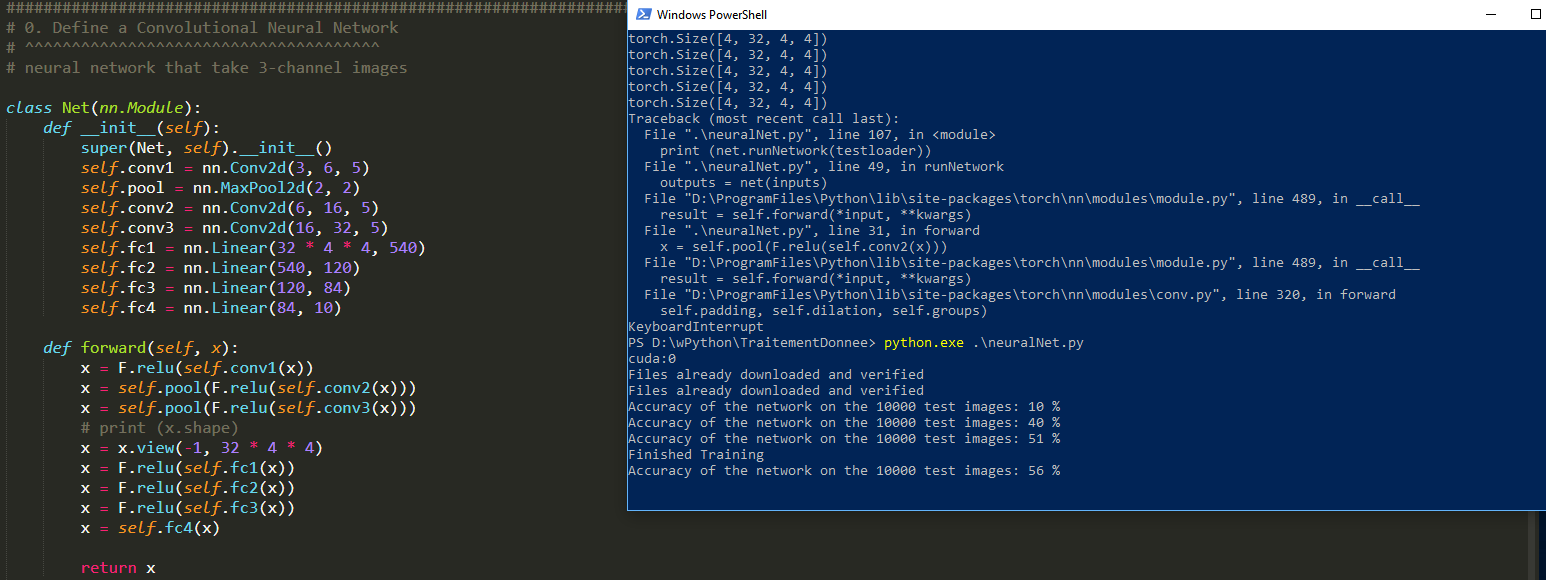 ####################################################################
# 0. Define a Convolutional Neural Network
# ^^^^^^^^^^^^^^^^^^^^^^^^^^^^^^^^^^^^^^
# neural network that take 3-channel images
class Net(nn.Module):
    def __init__(self):
        super(Net, self).__init__()
        self.conv1 = nn.Conv2d(3, 6, 5)
        self.pool = nn.MaxPool2d(2, 2)
        self.conv2 = nn.Conv2d(6, 16, 5)
        self.conv3 = nn.Conv2d(16, 32, 5)
        self.fc1 = nn.Linear(32 * 4 * 4, 540)
        self.fc2 = nn.Linear(540, 120)
        self.fc3 = nn.Linear(120, 84)
        self.fc4 = nn.Linear(84, 10)
    def forward(self, x):
        x = F.relu(self.conv1(x))
        x = self.pool(F.relu(self.conv2(x)))
        x = self.pool(F.relu(self.conv3(x)))
        # print (x.shape)
        x = x.view(-1, 32 * 4 * 4)
        x = F.relu(self.fc1(x))
        x = F.relu(self.fc2(x))
        x = F.relu(self.fc3(x))
        x = self.fc4(x)
        return x
Windows PowerShell
torch.Size([4, 32, 4, 4])
torch.Size([4, 32, 4, 4])
torch.Size([4, 32, 4, 4])
torch.Size([4, 32, 4, 4])
torch.Size([4, 32, 4, 4])
Traceback (most recent call last):
  File ".\neuralNet.py", line 107, in <module>
    print (net.runNetwork(testloader))
  File ".\neuralNet.py", line 49, in runNetwork
    outputs = net(inputs)
  File "D:\ProgramFiles\Python\lib\site-packages\torch\nn\modules\module.py", line 489, in __call__
    result = self.forward(*input, **kwargs)
  File ".\neuralNet.py", line 31, in forward
    x = self.pool(F.relu(self.conv2(x)))
  File "D:\ProgramFiles\Python\lib\site-packages\torch\nn\modules\module.py", line 489, in __call__
    result = self.forward(*input, **kwargs)
  File "D:\ProgramFiles\Python\lib\site-packages\torch\nn\modules\conv.py", line 320, in forward
    self.padding, self.dilation, self.groups)
KeyboardInterrupt
PS D:\wPython\TraitementDonnee> python.exe .\neuralNet.py
cuda:0
Files already downloaded and verified
Files already downloaded and verified
Accuracy of the network on the 10000 test images: 10 %
Accuracy of the network on the 10000 test images: 40 %
Accuracy of the network on the 10000 test images: 51 %
Finished Training
Accuracy of the network on the 10000 test images: 56 %